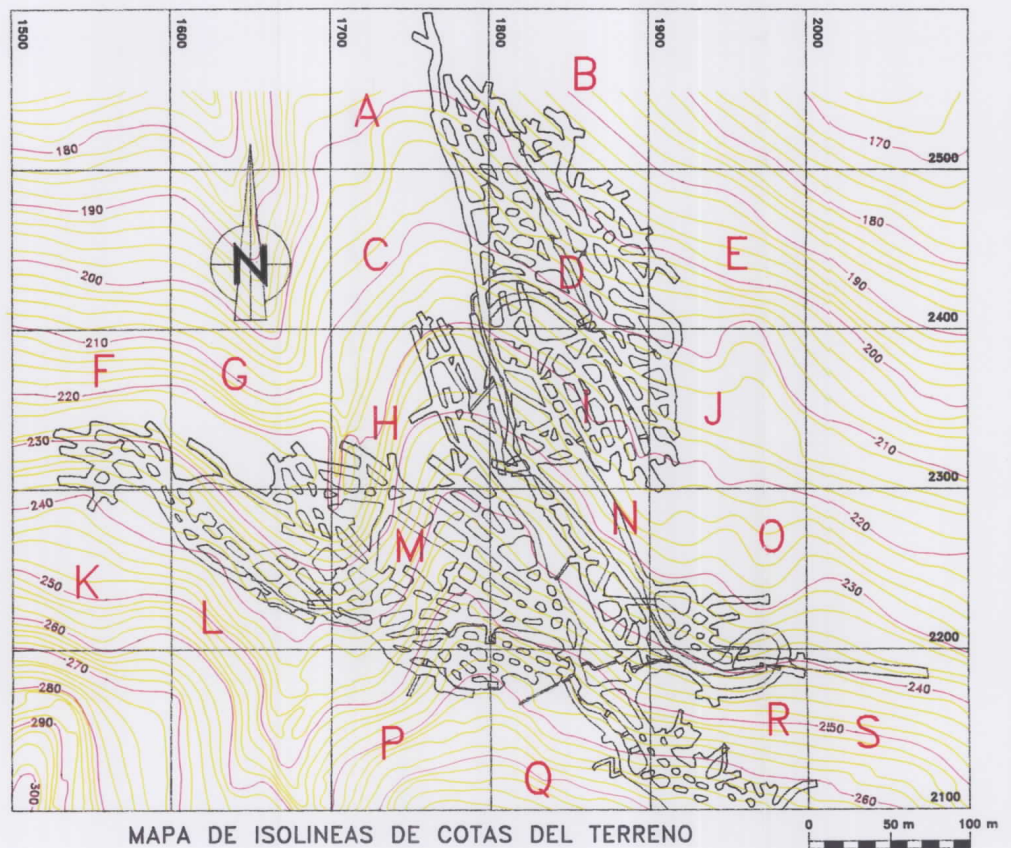 1500 1600 1700 1800 1900 2000
B
A
180 170 2500
190 180
C E
N D
200 190
2400
210 200
F G
220 I J
H 210
230
2300
240 N 220
M O
K 250 230
L
260
2200
270
240
280
R 250 S
290 P
Q
300 260 2100
MAPA DE ISOLINEAS DE COTAS DEL TERRENO
0 50 m 100 m